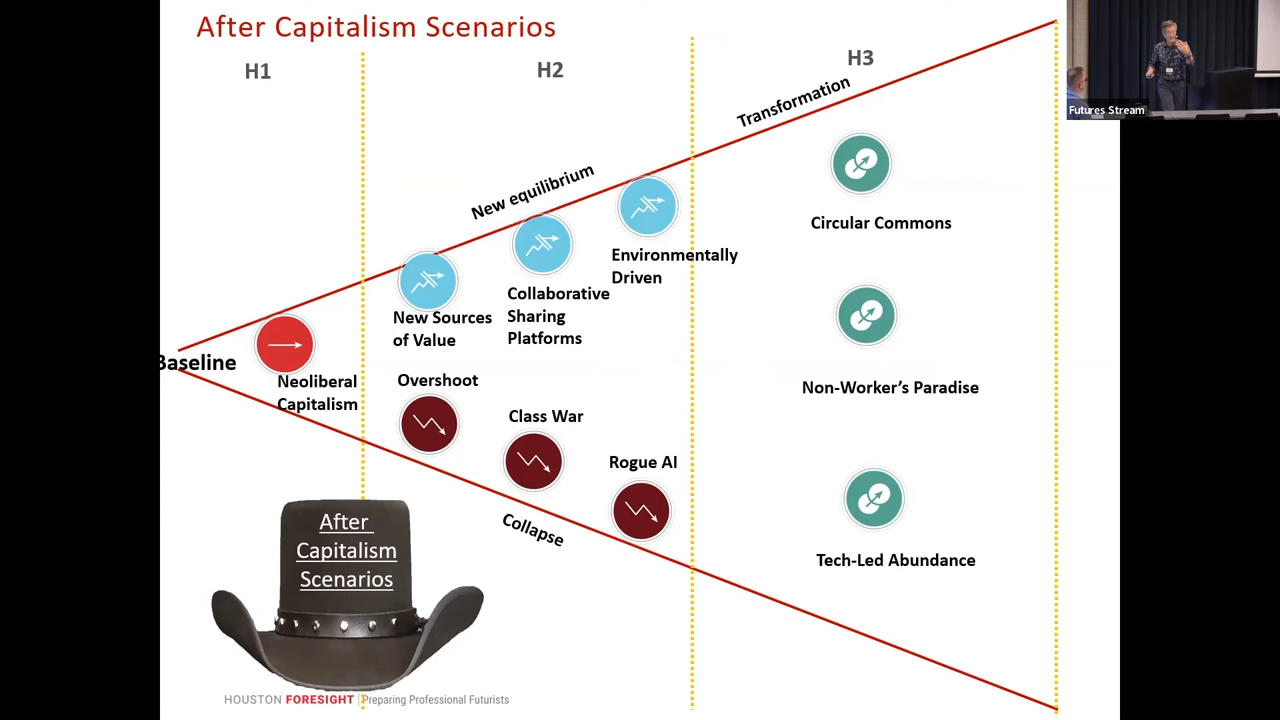 After Capitalism Scenarios
H1
H2
H3
Futures Stream
Transformation
New equilibrium
Circular Commons
Environmentally
Driven
Collaborative
Sharing
Platforms
New Sources
of Value
Baseline
Neoliberal
Capitalism
Overshoot
Class War
Rogue AI
Non-Worker's Paradise
Collapse
Tech-Led Abundance
After
Capitalism
Scenarios
HOUSTON FORESIGHT Preparing Professional Futurists